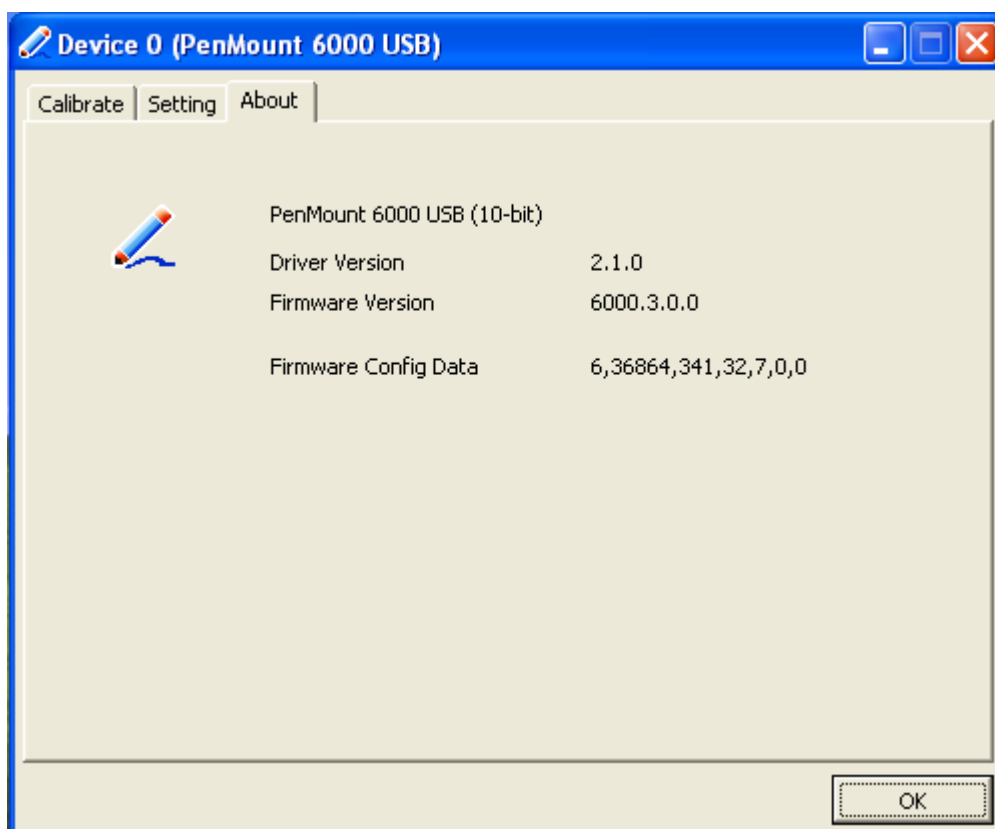 Device 0 (PenMount 6000 USB)
Calibrate Setting About
PenMount 6000 USB (10-bit)
Driver Version 2.1.0
Firmware Version 6000.3.0.0
Firmware Config Data 6,36864,341,32,7,0,0
OK